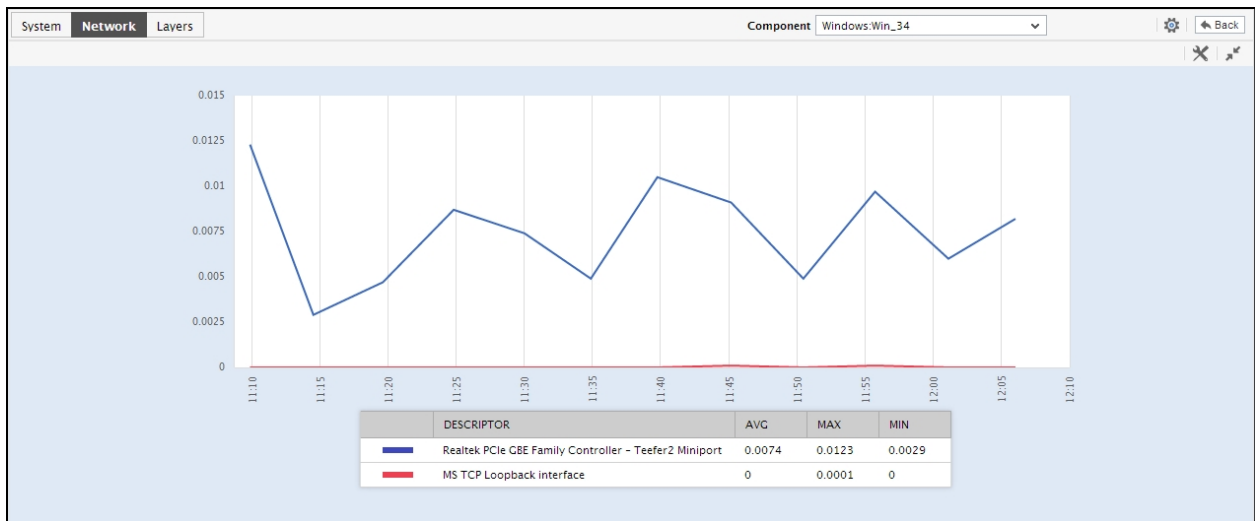 System Network Layers Component Windows:Win_34 Back
0.015
0.0125
0.01
0.0075
0.005
0.0025
0
11:10 11:15 11:20 11:25 11:30 11:35 11:40 11:45 11:50 11:55 12:00 12:05 12:10
DESCRIPTOR AVG MAX MIN
Realtek PCIe GBE Family Controller - Teefer2 Miniport 0.0074 0.0123 0.0029
MS TCP Loopback interface 0 0.0001 0